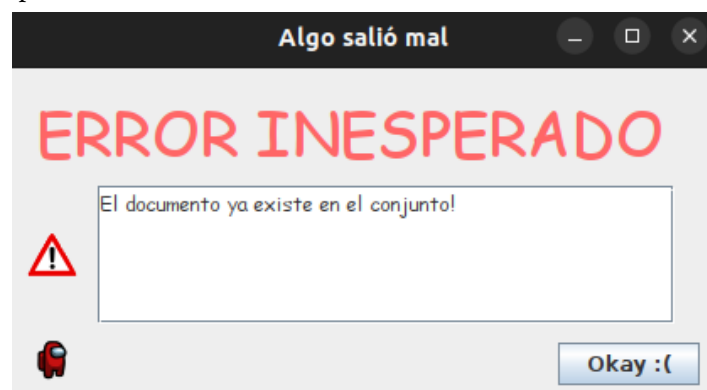 Algo salió mal
ERROR INESPERADO
El documento ya existe en el conjunto!
Okay :(